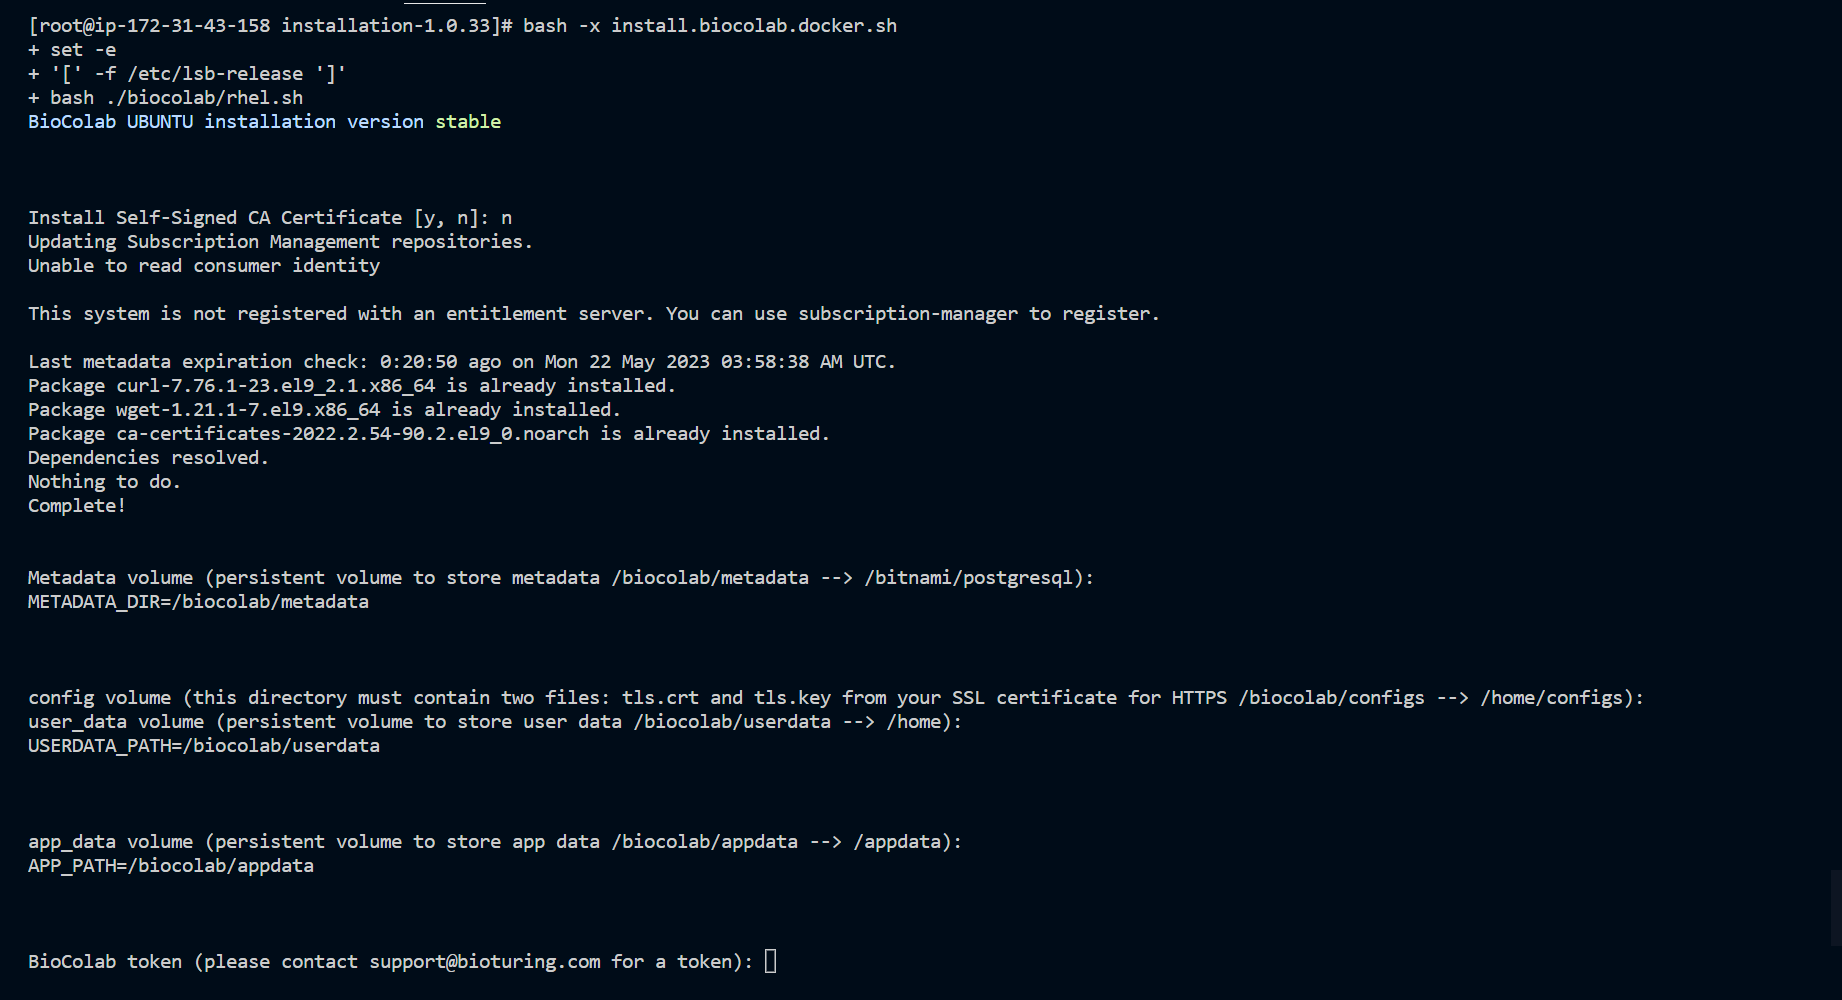 [root@ip-172-31-43-158 installation-1.0.33]# bash -x install.biocolab.docker.sh
+ set -e
+ '[' -f /etc/lsb-release ']'
+ bash ./biocolab/rhel.sh
BioColab UBUNTU installation version stable
Install Self-Signed CA Certificate [y, n]: n
Updating Subscription Management repositories.
Unable to read consumer identity
This system is not registered with an entitlement server. You can use subscription-manager to register.
Last metadata expiration check: 0:20:50 ago on Mon 22 May 2023 03:58:38 AM UTC.
Package curl-7.76.1-23.el9_2.1.x86_64 is already installed.
Package wget-1.21.1-7.el9.x86_64 is already installed.
Package ca-certificates-2022.2.54-90.2.el9_0.noarch is already installed.
Dependencies resolved.
Nothing to do.
Complete!
Metadata volume (persistent volume to store metadata /biocolab/metadata --> /bitnami/postgresql):
METADATA_DIR=/biocolab/metadata
config volume (this directory must contain two files: tls.crt and tls.key from your SSL certificate for HTTPS /biocolab/configs --> /home/configs):
user_data volume (persistent volume to store user data /biocolab/userdata --> /home):
USERDATA_PATH=/biocolab/userdata
app_data volume (persistent volume to store app data /biocolab/appdata --> /appdata):
APP_PATH=/biocolab/appdata
BioColab token (please contact support@bioturing.com for a token):